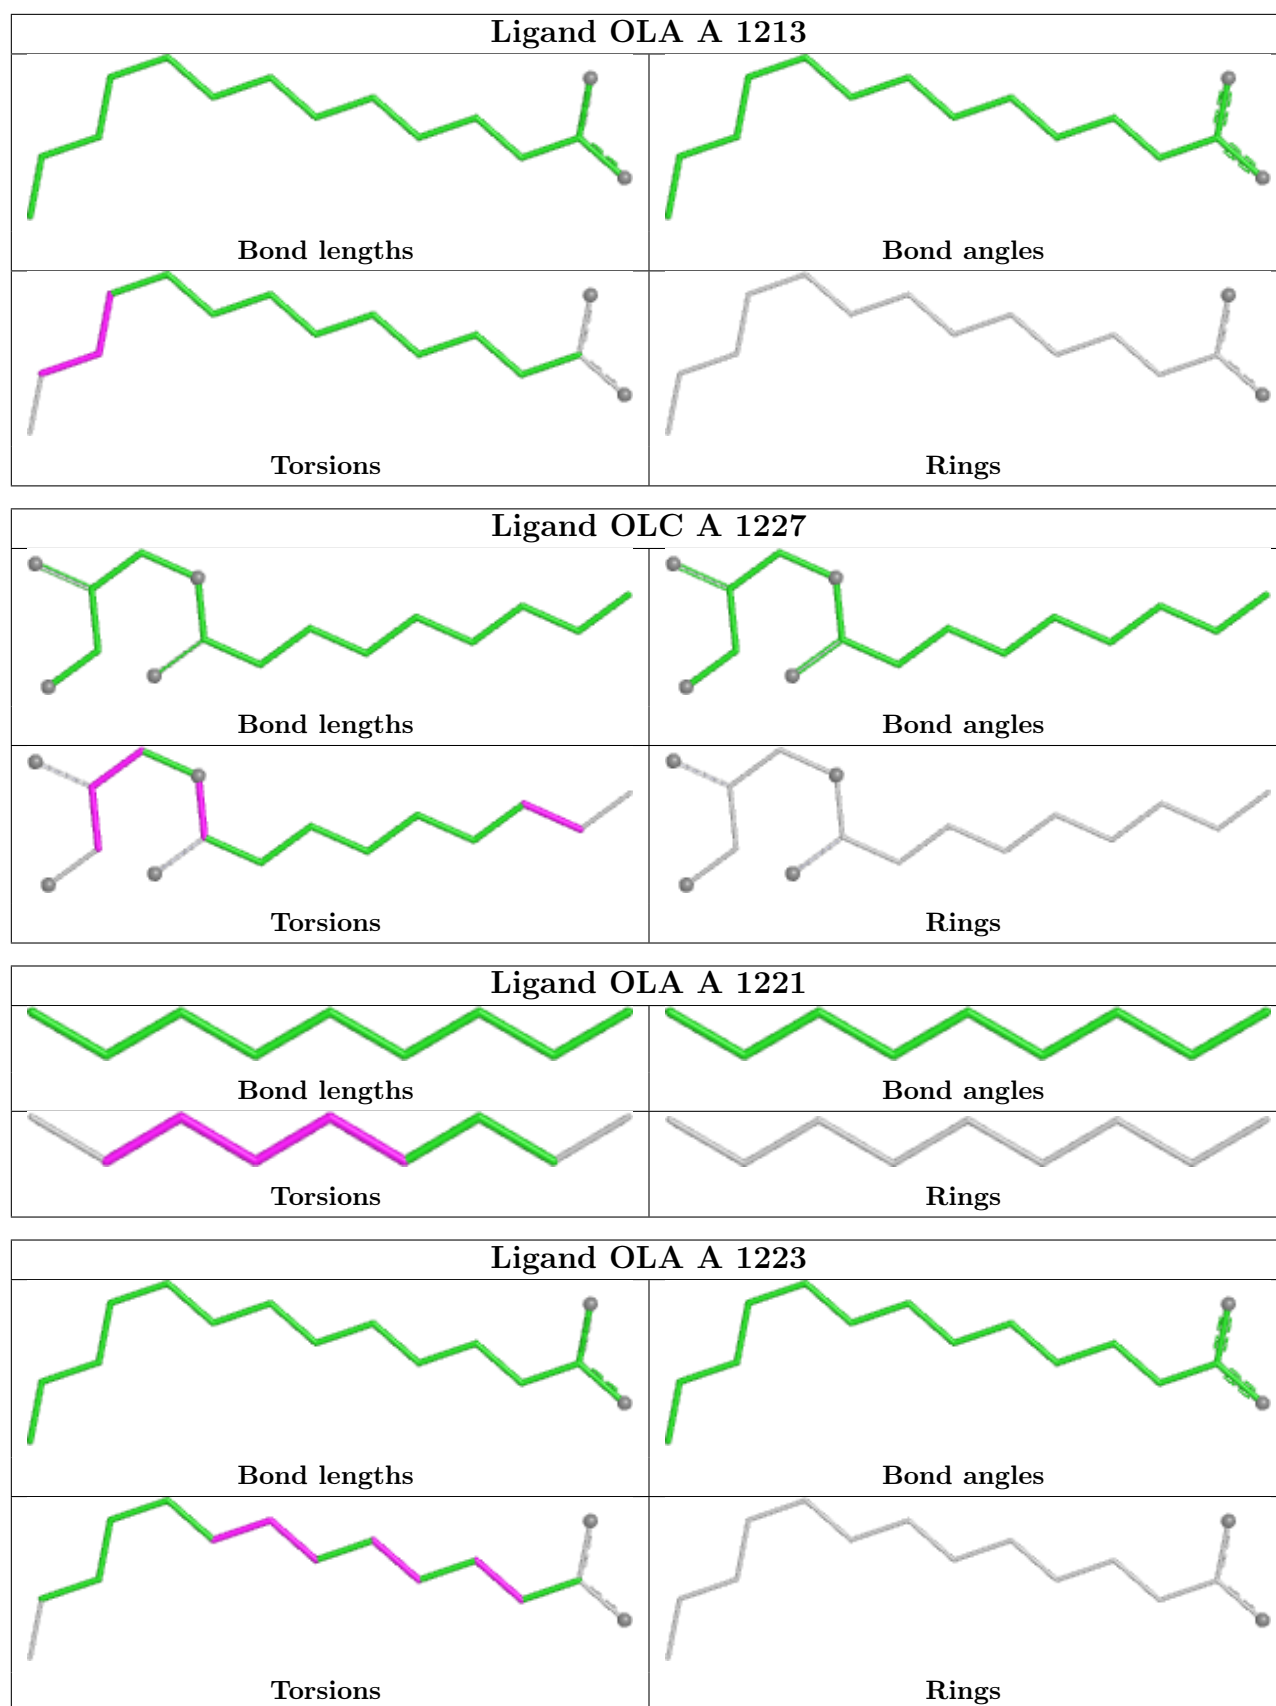 Ligand OLA A 1213
Bond lengths
Bond angles
Torsions
Rings
Ligand OLC A 1227
Bond lengths
Bond angles
Torsions
Rings
Ligand OLA A 1221
Bond lengths
Bond angles
Torsions
Rings
Ligand OLA A 1223
Bond lengths
Bond angles
Torsions
Rings